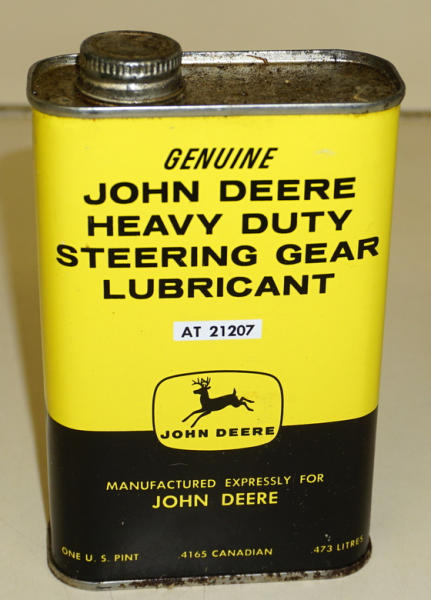 GENUINE
JOHN DEERE
HEAVY DUTY
STEERING GEAR
LUBRICANT
AT 21207
JOHN DEERE
MANUFACTURED EXPRESSLY FOR
JOHN DEERE
ONE U. S. PINT .4165 CANADIAN .473 LITRES